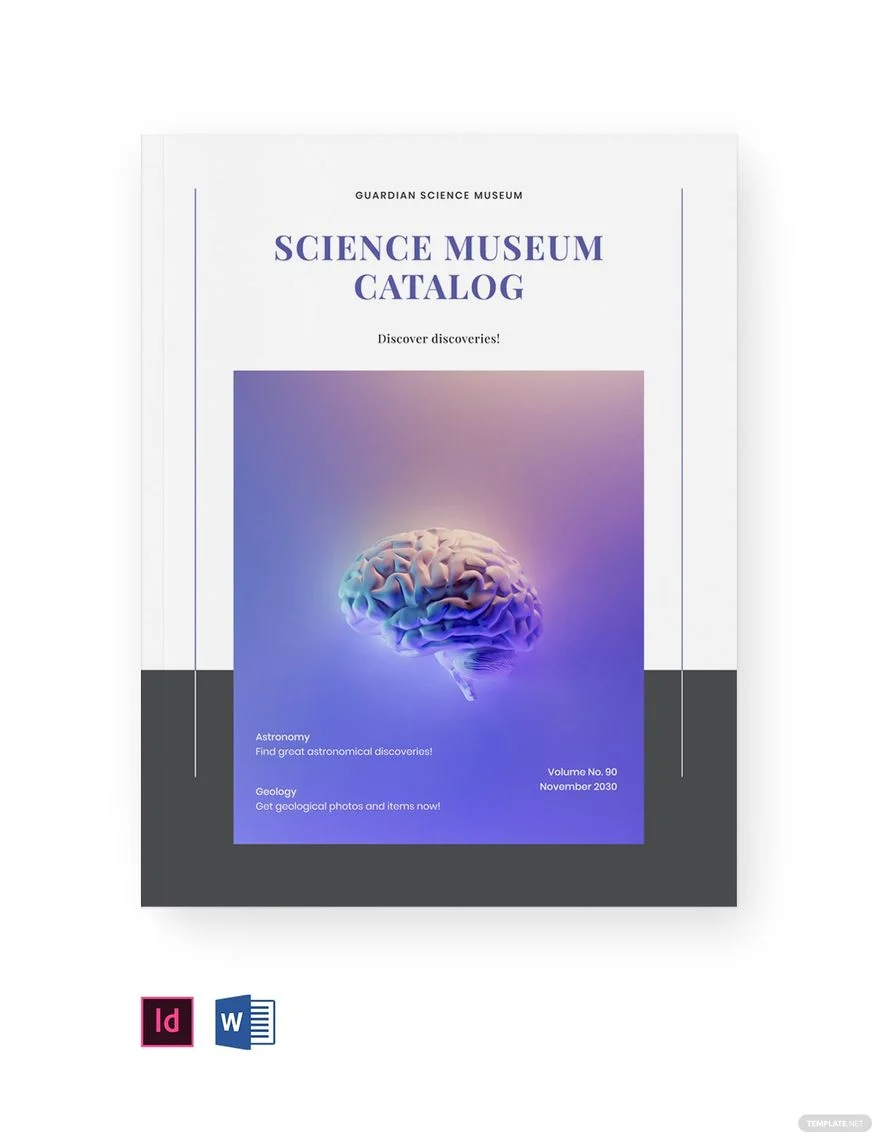 GUARDIAN SCIENCE MUSEUM
SCIENCE MUSEUM
CATALOG
Discover discoveries!
Astronomy
Find great astronomical discoveries!
Geology
Get geological photos and items now!
Volume No. 90
November 2030
Id
W
TEMPLATE.NET